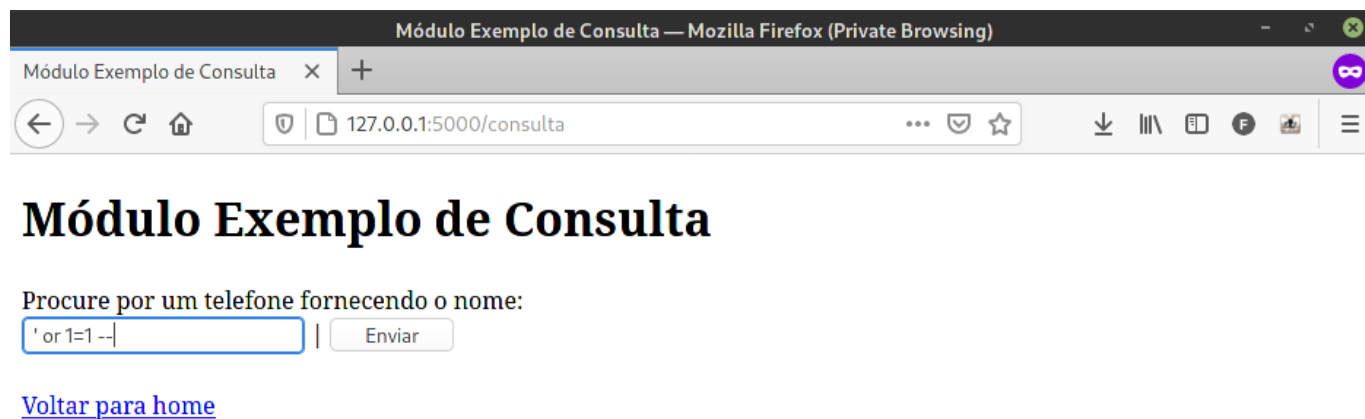 Módulo Exemplo de Consulta — Mozilla Firefox (Private Browsing)
Módulo Exemplo de Consulta
127.0.0.1:5000/consulta
F
Módulo Exemplo de Consulta
Procure por um telefone fornecendo o nome:
' or 1=1 --
| Enviar
Voltar para home